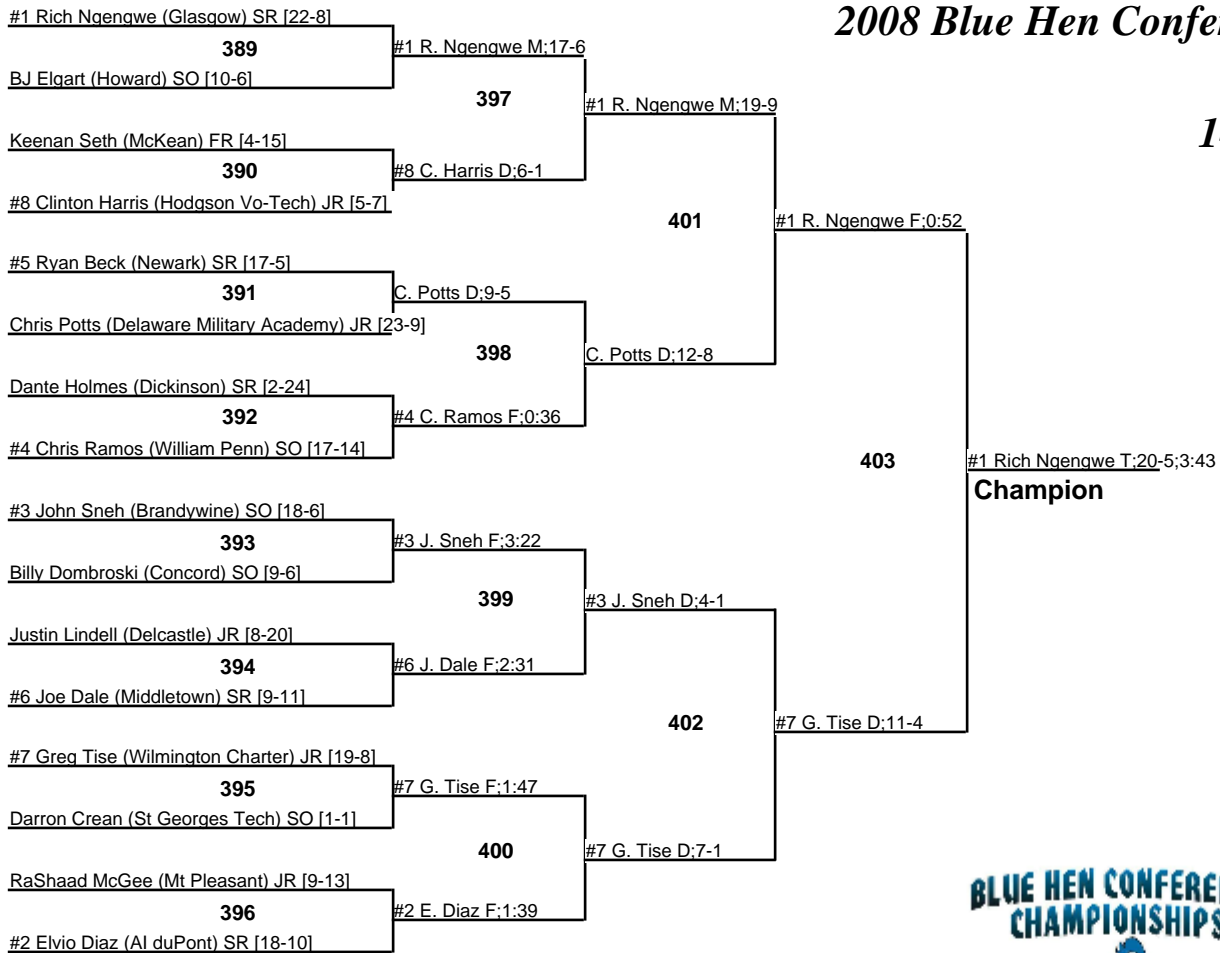 2008 Blue Hen Confe
#1 Rich Ngengwe (Glasgow) SR [22-8]
389
#1 R. Ngengwe M;17-6
BJ Elgart (Howard) SO [10-6]
397
#1 R. Ngengwe M;19-9
Keenan Seth (McKean) FR [4-15]
390
#8 C. Harris D;6-1
#8 Clinton Harris (Hodgson Vo-Tech) JR [5-7]
401
#1 R. Ngengwe F;0:52
#5 Ryan Beck (Newark) SR [17-5]
391
C. Potts D;9-5
Chris Potts (Delaware Military Academy) JR [23-9]
398
C. Potts D;12-8
Dante Holmes (Dickinson) SR [2-24]
392
#4 C. Ramos F;0:36
#4 Chris Ramos (William Penn) SO [17-14]
403
#1 Rich Ngengwe T;20-5;3:43
Champion
#3 John Sneh (Brandywine) SO [18-6]
393
#3 J. Sneh F;3:22
Billy Dombroski (Concord) SO [9-6]
399
#3 J. Sneh D;4-1
Justin Lindell (Delcastle) JR [8-20]
394
#6 J. Dale F;2:31
#6 Joe Dale (Middletown) SR [9-11]
402
#7 G. Tise D;11-4
#7 Greg Tise (Wilmington Charter) JR [19-8]
395
#7 G. Tise F;1:47
Darron Crean (St Georges Tech) SO [1-1]
400
#7 G. Tise D;7-1
RaShaad McGee (Mt Pleasant) JR [9-13]
396
#2 E. Diaz F;1:39
#2 Elvio Diaz (AI duPont) SR [18-10]
BLUE HEN CONFERE
CHAMPIONSHIPS